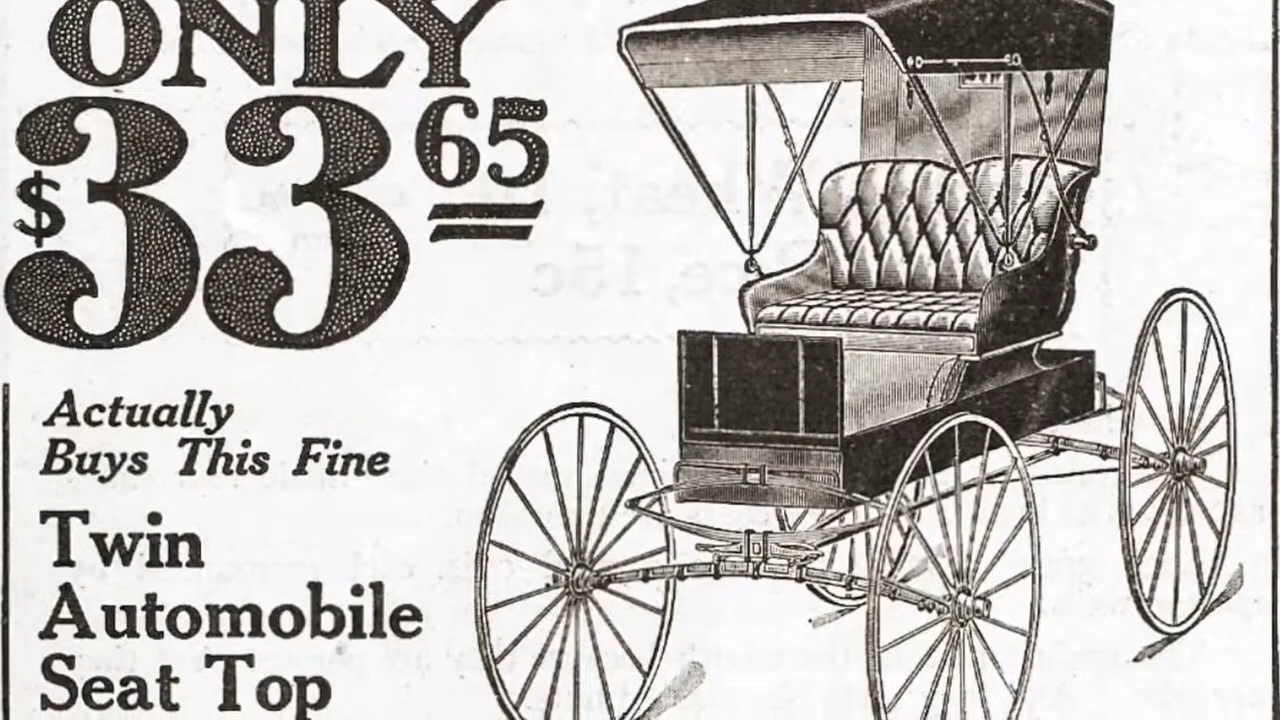 ONLY
$33 65
Actually
Buys This Fine
Twin
Automobile
Seat Top